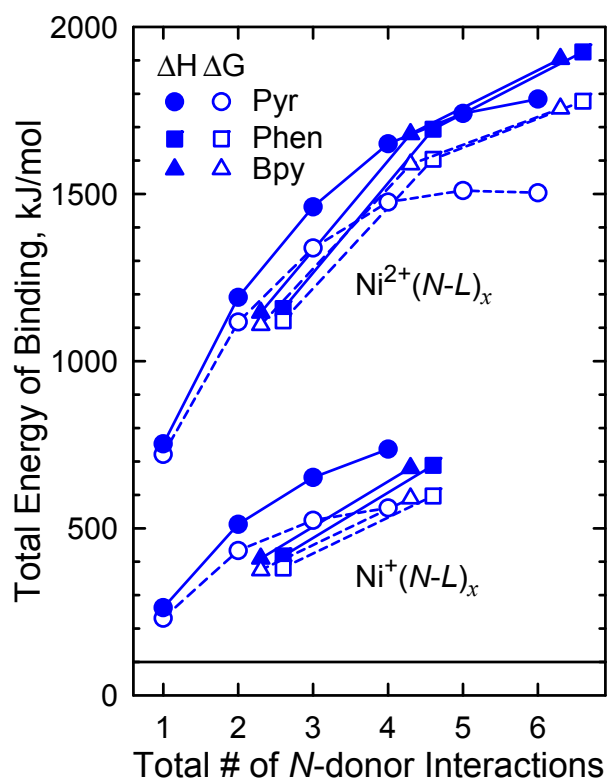 2000
1500
1000
500
0
Total Energy of Binding, kJ/mol
ΔH ΔG
Pyr
Phen
Bpy
Ni2+(N-L)x
Ni+(N-L)x
1 2 3 4 5 6
Total # of N-donor Interactions